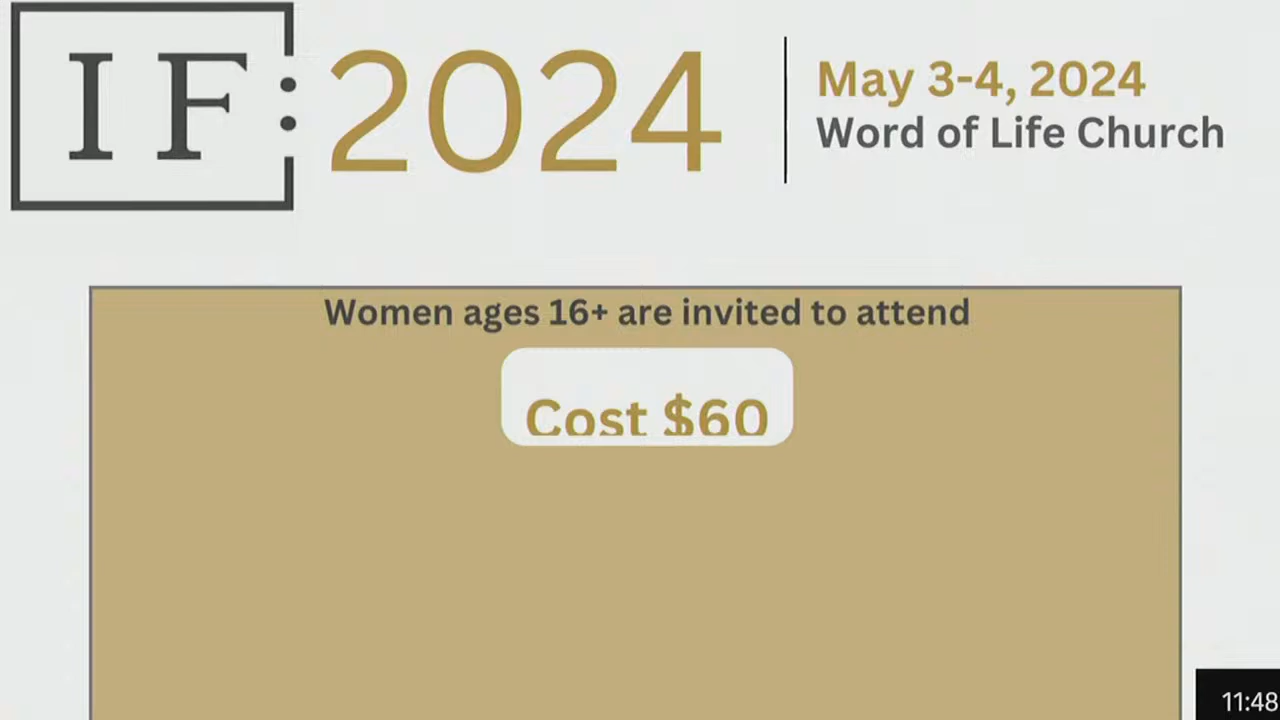 IF:2024
May 3-4, 2024
Word of Life Church
Women ages 16+ are invited to attend
Cost $60
11:48